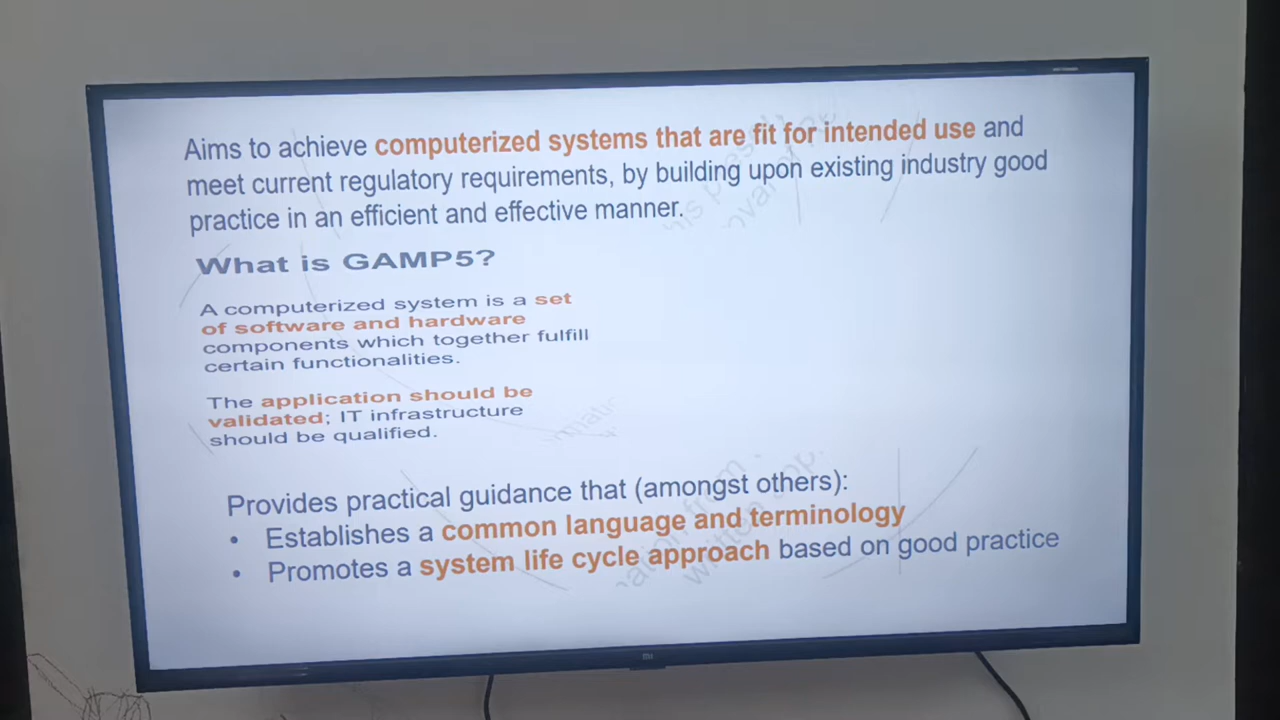 Aims to achieve computerized systems that are fit for intended use and
meet current regulatory requirements, by building upon existing industry good
practice in an efficient and effective manner.
What is GAMP5?
A computerized system is a set
of software and hardware
components which together fulfill
certain functionalities.
The application should be
validated; IT infrastructure
should be qualified.
Provides practical guidance that (amongst others):
• Establishes a common language and terminology
• Promotes a system life cycle approach based on good practice